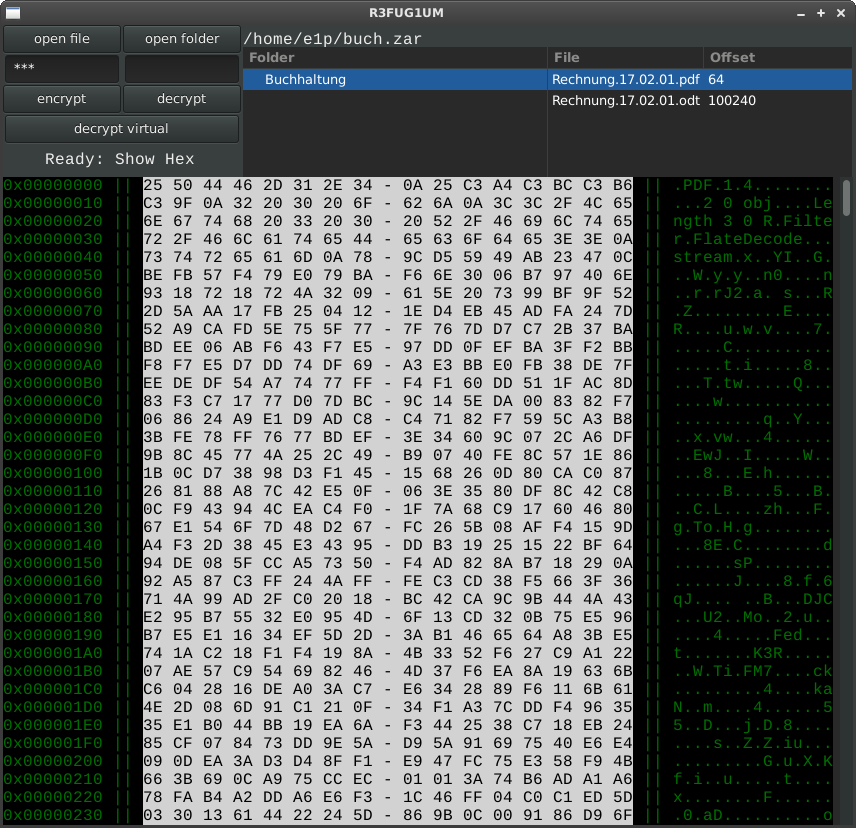 R3FUG1UM
open file open folder /home/e1p/buch.zar
Folder File Offset
*** Buchhaltung Rechnung.17.02.01.pdf 64
encrypt decrypt Rechnung.17.02.01.odt 100240
decrypt virtual
Ready: Show Hex
0x00000000 || 25 50 44 46 2D 31 2E 34 - 0A 25 C3 A4 C3 BC C3 B6 || .PDF.1.4........
0x00000010 || C3 9F 0A 32 20 30 20 6F - 62 6A 0A 3C 3C 2F 4C 65 || ...2 0 obj....Le
0x00000020 || 6E 67 74 68 20 33 20 30 - 20 52 2F 46 69 6C 74 65 || ngth 3 0 R.Filte
0x00000030 || 72 2F 46 6C 61 74 65 44 - 65 63 6F 64 65 3E 3E 0A || r.FlateDecode...
0x00000040 || 73 74 72 65 61 6D 0A 78 - 9C D5 59 49 AB 23 47 0C || stream.x..YI..G.
0x00000050 || BE FB 57 F4 79 E0 79 BA - F6 6E 30 06 B7 97 40 6E || ..W.y.y..n0....n
0x00000060 || 93 18 72 18 72 4A 32 09 - 61 5E 20 73 99 BF 9F 52 || ..r.rJ2.a. s...R
0x00000070 || 2D 5A AA 17 FB 25 04 12 - 1E D4 EB 45 AD FA 24 7D || .Z.........E....
0x00000080 || 52 A9 CA FD 5E 75 5F 77 - 7F 76 7D D7 C7 2B 37 BA || R....u.w.v....7.
0x00000090 || BD EE 06 AB F6 43 F7 E5 - 97 DD 0F EF BA 3F F2 BB || .....C..........
0x000000A0 || F8 F7 E5 D7 DD 74 DF 69 - A3 E3 BB E0 FB 38 DE 7F || .....t.i.....8..
0x000000B0 || EE DE DF 54 A7 74 77 FF - F4 F1 60 DD 51 1F AC 8D || ...T.tw.....Q...
0x000000C0 || 83 F3 C7 17 77 D0 7D BC - 9C 14 5E DA 00 83 82 F7 || ....w...........
0x000000D0 || 06 86 24 A9 E1 D9 AD C8 - C4 71 82 F7 59 5C A3 B8 || .........q..Y...
0x000000E0 || 3B FE 78 FF 76 77 BD EF - 3E 34 60 9C 07 2C A6 DF || ..x.vw...4......
0x000000F0 || 9B 8C 45 77 4A 25 2C 49 - B9 07 40 FE 8C 57 1E 86 || ..EwJ..I.....W..
0x00000100 || 1B 0C D7 38 98 D3 F1 45 - 15 68 26 0D 80 CA C0 87 || ...8...E.h......
0x00000110 || 26 81 88 A8 7C 42 E5 0F - 06 3E 35 80 DF 8C 42 C8 || .....B....5...B.
0x00000120 || 0C F9 43 94 4C EA C4 F0 - 1F 7A 68 C9 17 60 46 80 || ..C.L....zh...F.
0x00000130 || 67 E1 54 6F 7D 48 D2 67 - FC 26 5B 08 AF F4 15 9D || g.To.H.g........
0x00000140 || A4 F3 2D 38 45 E3 43 95 - DD B3 19 25 15 22 BF 64 || ...8E.C........d
0x00000150 || 94 DE 08 5F CC A5 73 50 - F4 AD 82 8A B7 18 29 0A || ......sP........
0x00000160 || 92 A5 87 C3 FF 24 4A FF - FE C3 CD 38 F5 66 3F 36 || ......J....8.f.6
0x00000170 || 71 4A 99 AD 2F C0 20 18 - BC 42 CA 9C 9B 44 4A 43 || qJ.... ..B...DJC
0x00000180 || E2 95 B7 55 32 E0 95 4D - 6F 13 CD 32 0B 75 E5 96 || ...U2..Mo..2.u..
0x00000190 || B7 E5 E1 16 34 EF 5D 2D - 3A B1 46 65 64 A8 3B E5 || ....4.....Fed...
0x000001A0 || 74 1A C2 18 F1 F4 19 8A - 4B 33 52 F6 27 C9 A1 22 || t.......K3R.....
0x000001B0 || 07 AE 57 C9 54 69 82 46 - 4D 37 F6 EA 8A 19 63 6B || ..W.Ti.FM7....ck
0x000001C0 || C6 04 28 16 DE A0 3A C7 - E6 34 28 89 F6 11 6B 61 || .........4....ka
0x000001D0 || 4E 2D 08 6D 91 C1 21 0F - 34 F1 A3 7C DD F4 96 35 || N..m....4......5
0x000001E0 || 35 E1 B0 44 BB 19 EA 6A - F3 44 25 38 C7 18 EB 24 || 5..D...j.D.8....
0x000001F0 || 85 CF 07 84 73 DD 9E 5A - D9 5A 91 69 75 40 E6 E4 || ....s..Z.Z.iu...
0x00000200 || 09 0D EA 3A D3 D4 8F F1 - E9 47 FC 75 E3 58 F9 4B || .........G.u.X.K
0x00000210 || 66 3B 69 0C A9 75 CC EC - 01 01 3A 74 B6 AD A1 A6 || f.i..u.....t....
0x00000220 || 78 FA B4 A2 DD A6 E6 F3 - 1C 46 FF 04 C0 C1 ED 5D || x........F......
0x00000230 || 03 30 13 61 44 22 24 5D - 86 9B 0C 00 91 86 D9 6F || .0.aD..........o